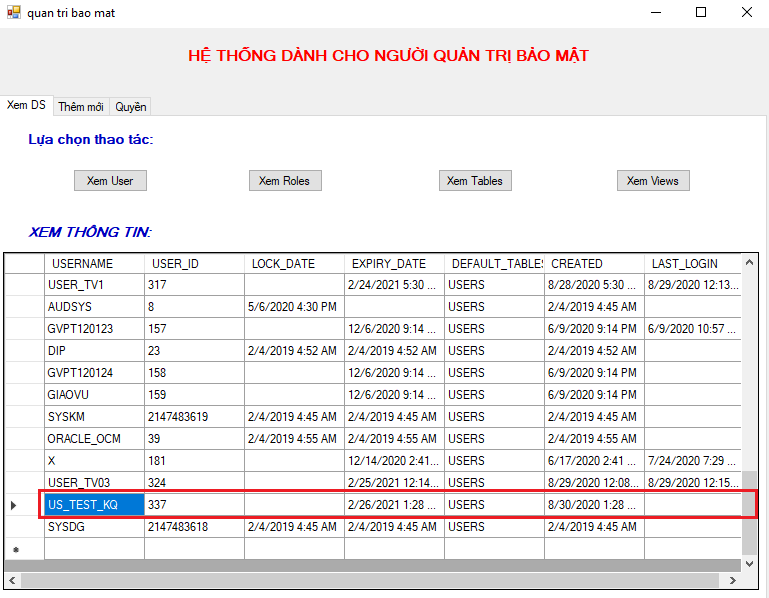 quan tri bao mat
HỆ THỐNG DÀNH CHO NGƯỜI QUẢN TRỊ BẢO MẬT
Xem DS Thêm mới Quyền
Lựa chọn thao tác:
Xem User Xem Roles Xem Tables Xem Views
XEM THÔNG TIN:
USERNAME USER_ID LOCK_DATE EXPIRY_DATE DEFAULT_TABLES CREATED LAST_LOGIN
USER_TV1 317 2/24/2021 5:30 ... USERS 8/28/2020 5:30 ... 8/29/2020 12:13...
AUDSYS 8 5/6/2020 4:30 PM USERS 2/4/2019 4:45 AM
GVPT120123 157 12/6/2020 9:14 ... USERS 6/9/2020 9:14 PM 6/9/2020 10:57 ...
DIP 23 2/4/2019 4:52 AM 2/4/2019 4:52 AM USERS 2/4/2019 4:52 AM
GVPT120124 158 12/6/2020 9:14 ... USERS 6/9/2020 9:14 PM
GIAOVU 159 12/6/2020 9:14 ... USERS 6/9/2020 9:14 PM
SYSKM 2147483619 2/4/2019 4:45 AM 2/4/2019 4:45 AM USERS 2/4/2019 4:45 AM
ORACLE_OCM 39 2/4/2019 4:55 AM 2/4/2019 4:55 AM USERS 2/4/2019 4:55 AM
X 181 12/14/2020 2:41... USERS 6/17/2020 2:41 ... 7/24/2020 7:29 ...
USER_TV03 324 2/25/2021 12:14... USERS 8/29/2020 12:08... 8/29/2020 12:15...
US_TEST_KQ 337 2/26/2021 1:28 ... USERS 8/30/2020 1:28 ...
SYSDG 2147483618 2/4/2019 4:45 AM 2/4/2019 4:45 AM USERS 2/4/2019 4:45 AM